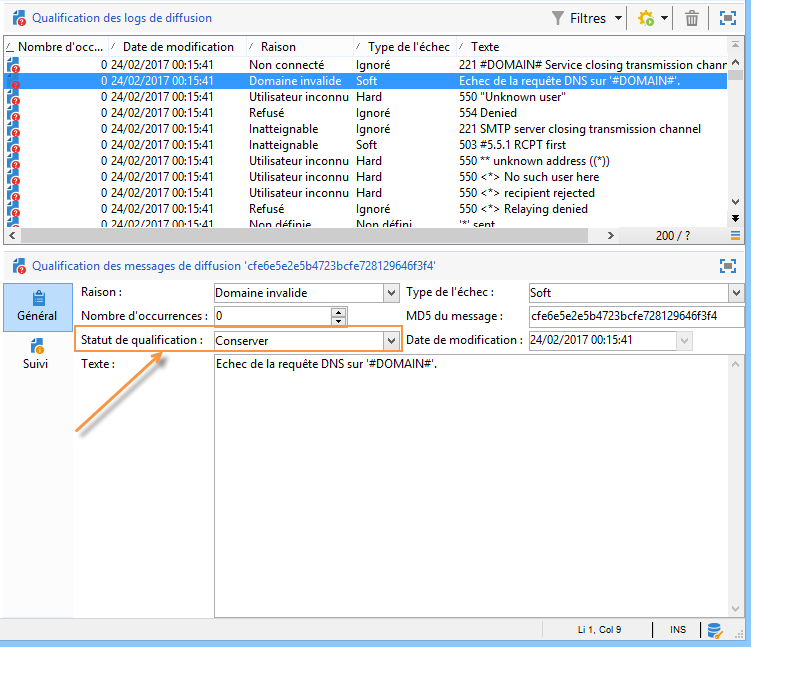 Qualification des logs de diffusion Filtres
Nombre d'occ... Date de modification Raison Type de l'échec Texte
0 24/02/2017 00:15:41 Non connecté Ignoré 221 #DOMAIN# Service closing transmission chann
0 24/02/2017 00:15:41 Domaine invalide Soft Echec de la requête DNS sur '#DOMAIN#'.
0 24/02/2017 00:15:41 Utilisateur inconnu Hard 550 "Unknown user"
0 24/02/2017 00:15:41 Refusé Ignoré 554 Denied
0 24/02/2017 00:15:41 Inatteignable Ignoré 221 SMTP server closing transmission channel
0 24/02/2017 00:15:41 Inatteignable Soft 503 #5.5.1 RCPT first
0 24/02/2017 00:15:41 Utilisateur inconnu Hard 550 ** unknown address ((*))
0 24/02/2017 00:15:41 Utilisateur inconnu Hard 550 <*> No such user here
0 24/02/2017 00:15:41 Utilisateur inconnu Hard 550 <*> recipient rejected
0 24/02/2017 00:15:41 Refusé Ignoré 550 <*> Relaying denied
0 24/02/2017 00:15:41 Non définie Non défini '*' sent
200 / ?
Qualification des messages de diffusion 'cfe6e5e2e5b4723bcfe728129646f3f4'
Général
Suivi
Raison : Domaine invalide Type de l'échec : Soft
Nombre d'occurrences : 0 MD5 du message : cfe6e5e2e5b4723bcfe728129646f3f4
Statut de qualification : Conserver Date de modification : 24/02/2017 00:15:41
Texte : Echec de la requête DNS sur '#DOMAIN#'.
Li 1, Col 9 INS